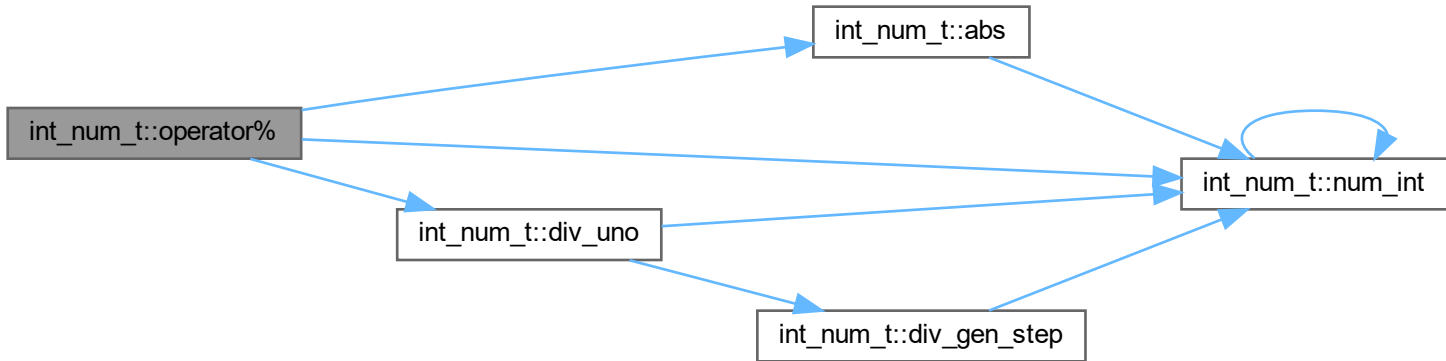 int_num_t::abs
int_num_t::operator%
int_num_t::num_int
int_num_t::div_uno
int_num_t::div_gen_step